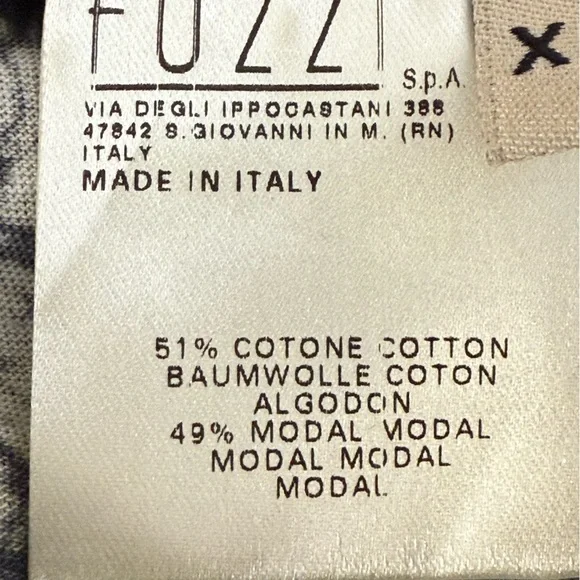 FUZZI
S.p.A.
VIA DEGLI IPPOCASTANI 388
47842 S.GIOVANNI IN M. (RN)
ITALY
MADE IN ITALY
X
51% COTONE COTTON
BAUMWOLLE COTON
ALGODON
49% MODAL MODAL
MODAL MODAL
MODAL